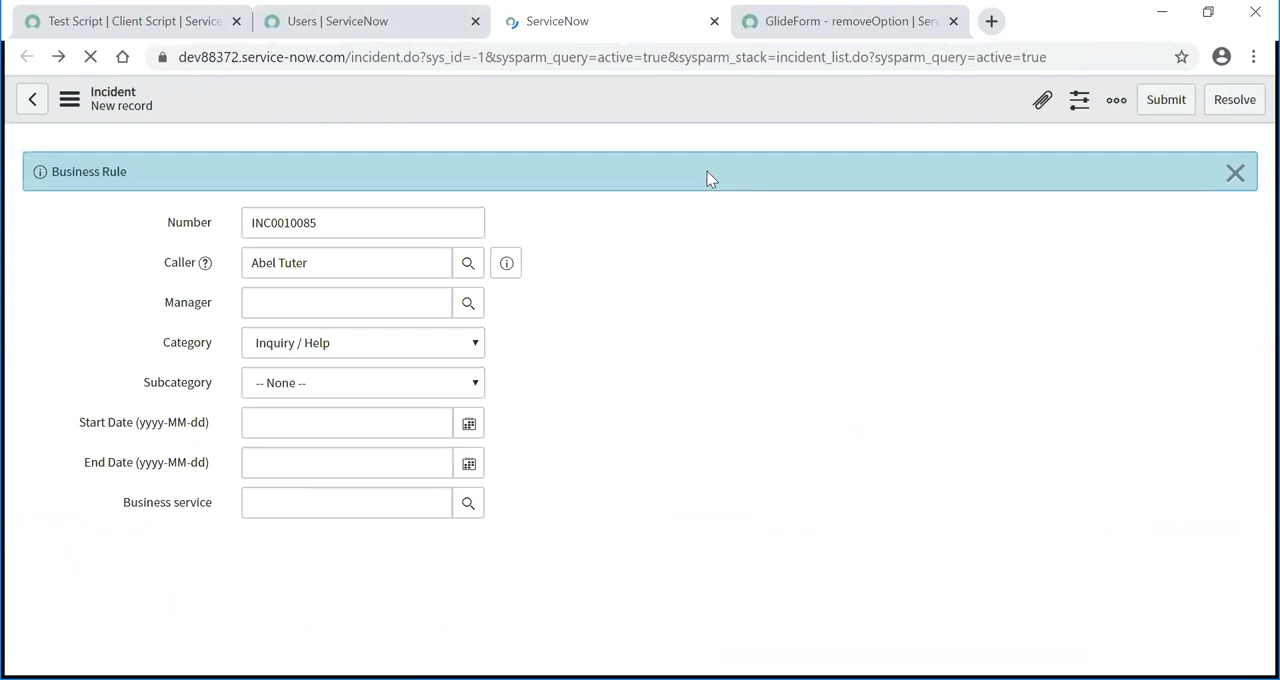 Test Script | Client Script | Service
Users | ServiceNow
ServiceNow
GlideForm - removeOption | Serv
dev88372.service-now.com/incident.do?sys_id=-1&sysparm_query=active=true&sysparm_stack=incident_list.do?sysparm_query=active=true
Incident
New record
Submit
Resolve
Business Rule
Number
INC0010085
Caller
Abel Tuter
Manager
Category
Inquiry / Help
Subcategory
-- None --
Start Date (yyyy-MM-dd)
End Date (yyyy-MM-dd)
Business service